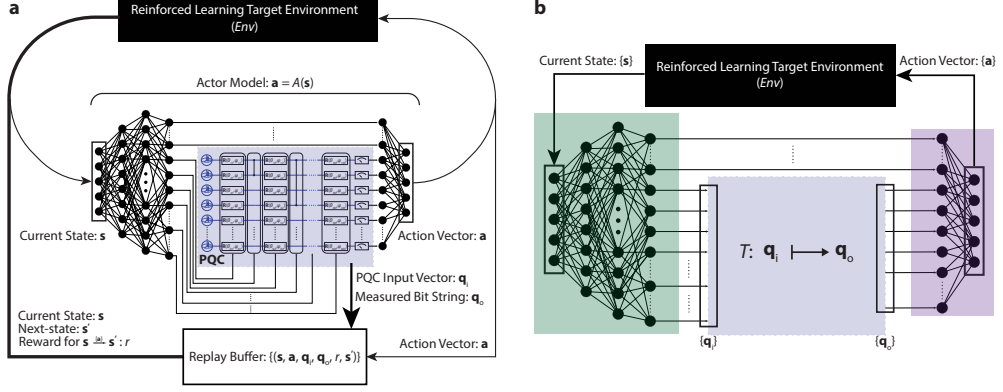 a
Reinforced Learning Target Environment
(Env)
Actor Model: a = A(s)
Current State: s
PQC
Action Vector: a
PQC Input Vector: qi
Measured Bit String: qo
Current State: s
Next-state: s'
Reward for s [a]→ s' : r
Replay Buffer: {(s, a, qi, qo, r, s')}
Action Vector: a
b
Current State: {s}
Reinforced Learning Target Environment
(Env)
Action Vector: {a}
T: qi ⟼ qo
{qi}
{qo}